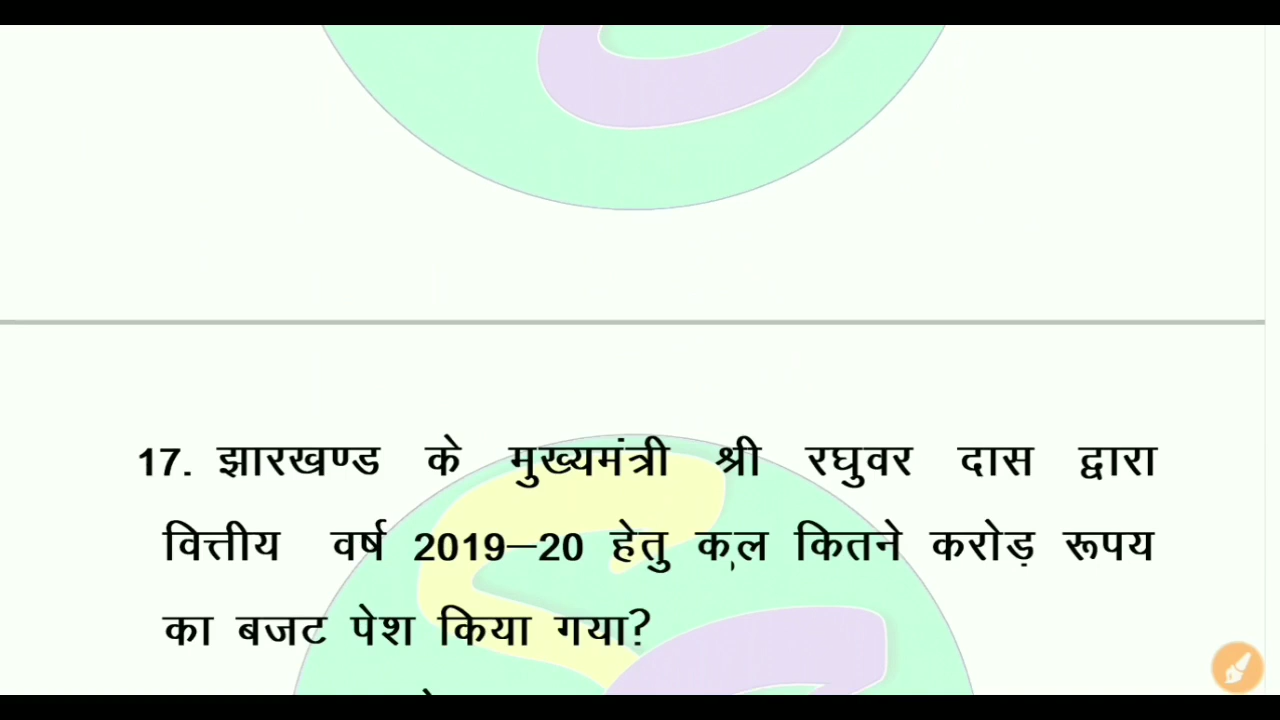 17. झारखण्ड के मुख्यमंत्री श्री रघुवर दास द्वारा
वित्तीय वर्ष 2019–20 हेतु कुल कितने करोड़ रूपय
का बजट पेश किया गया?